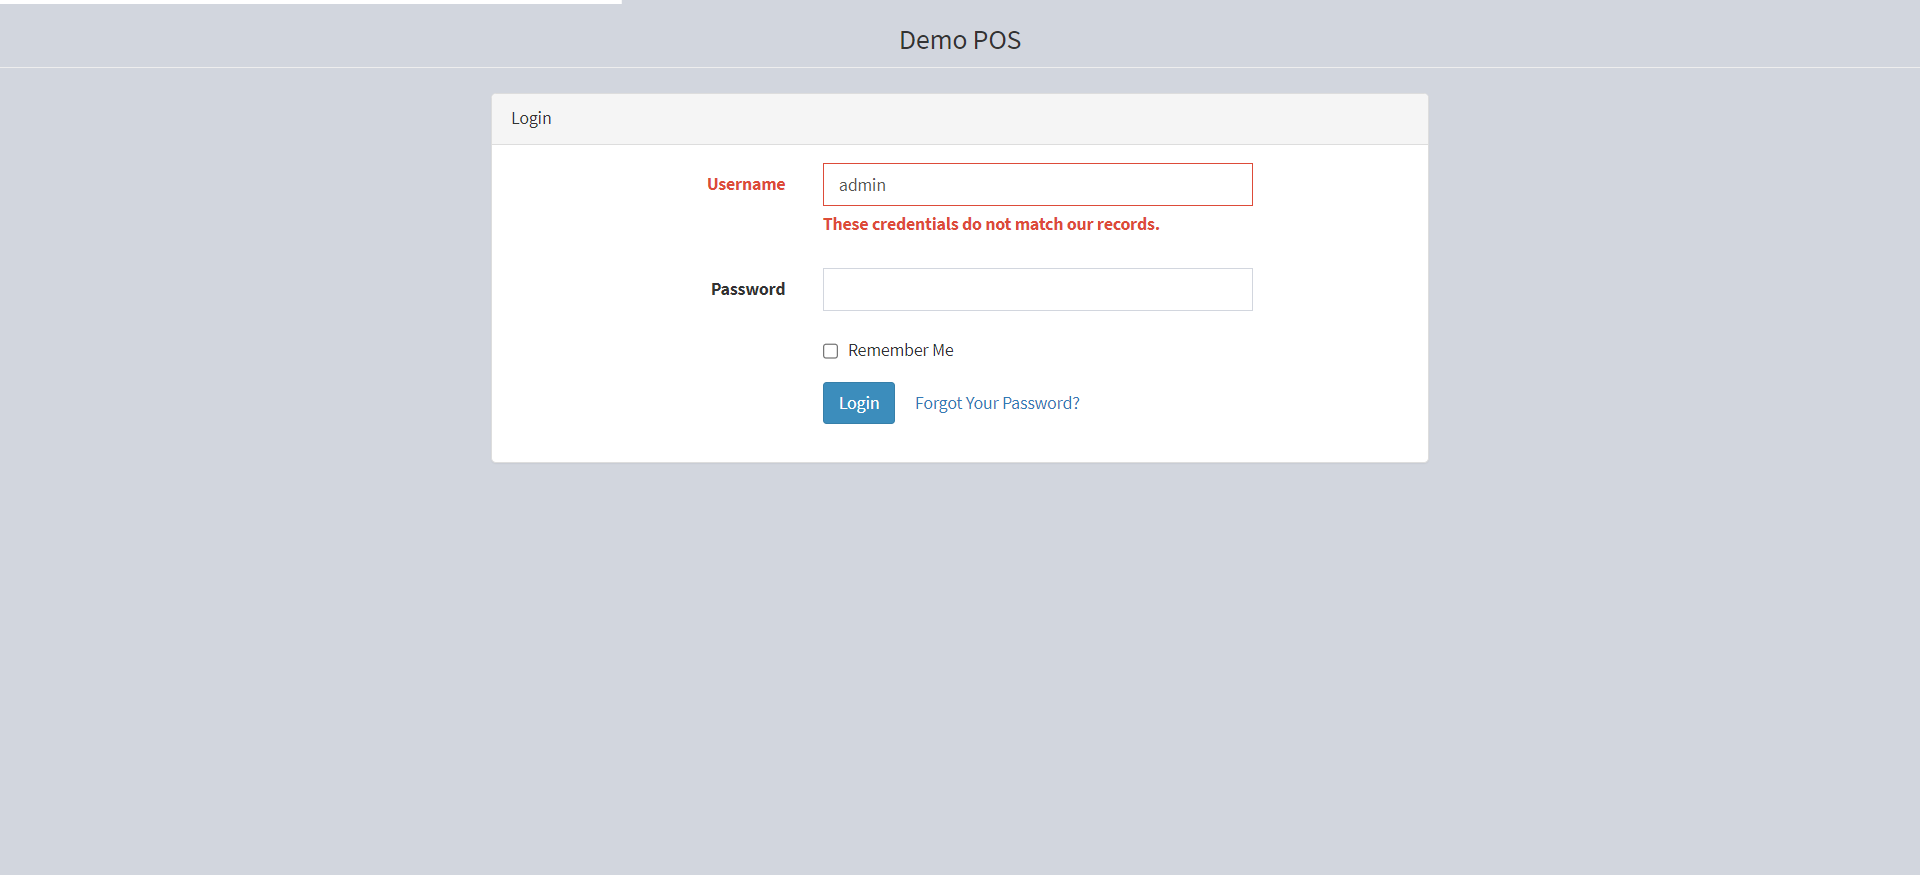 Demo POS
Login
Username
admin
These credentials do not match our records.
Password
Remember Me
Login Forgot Your Password?